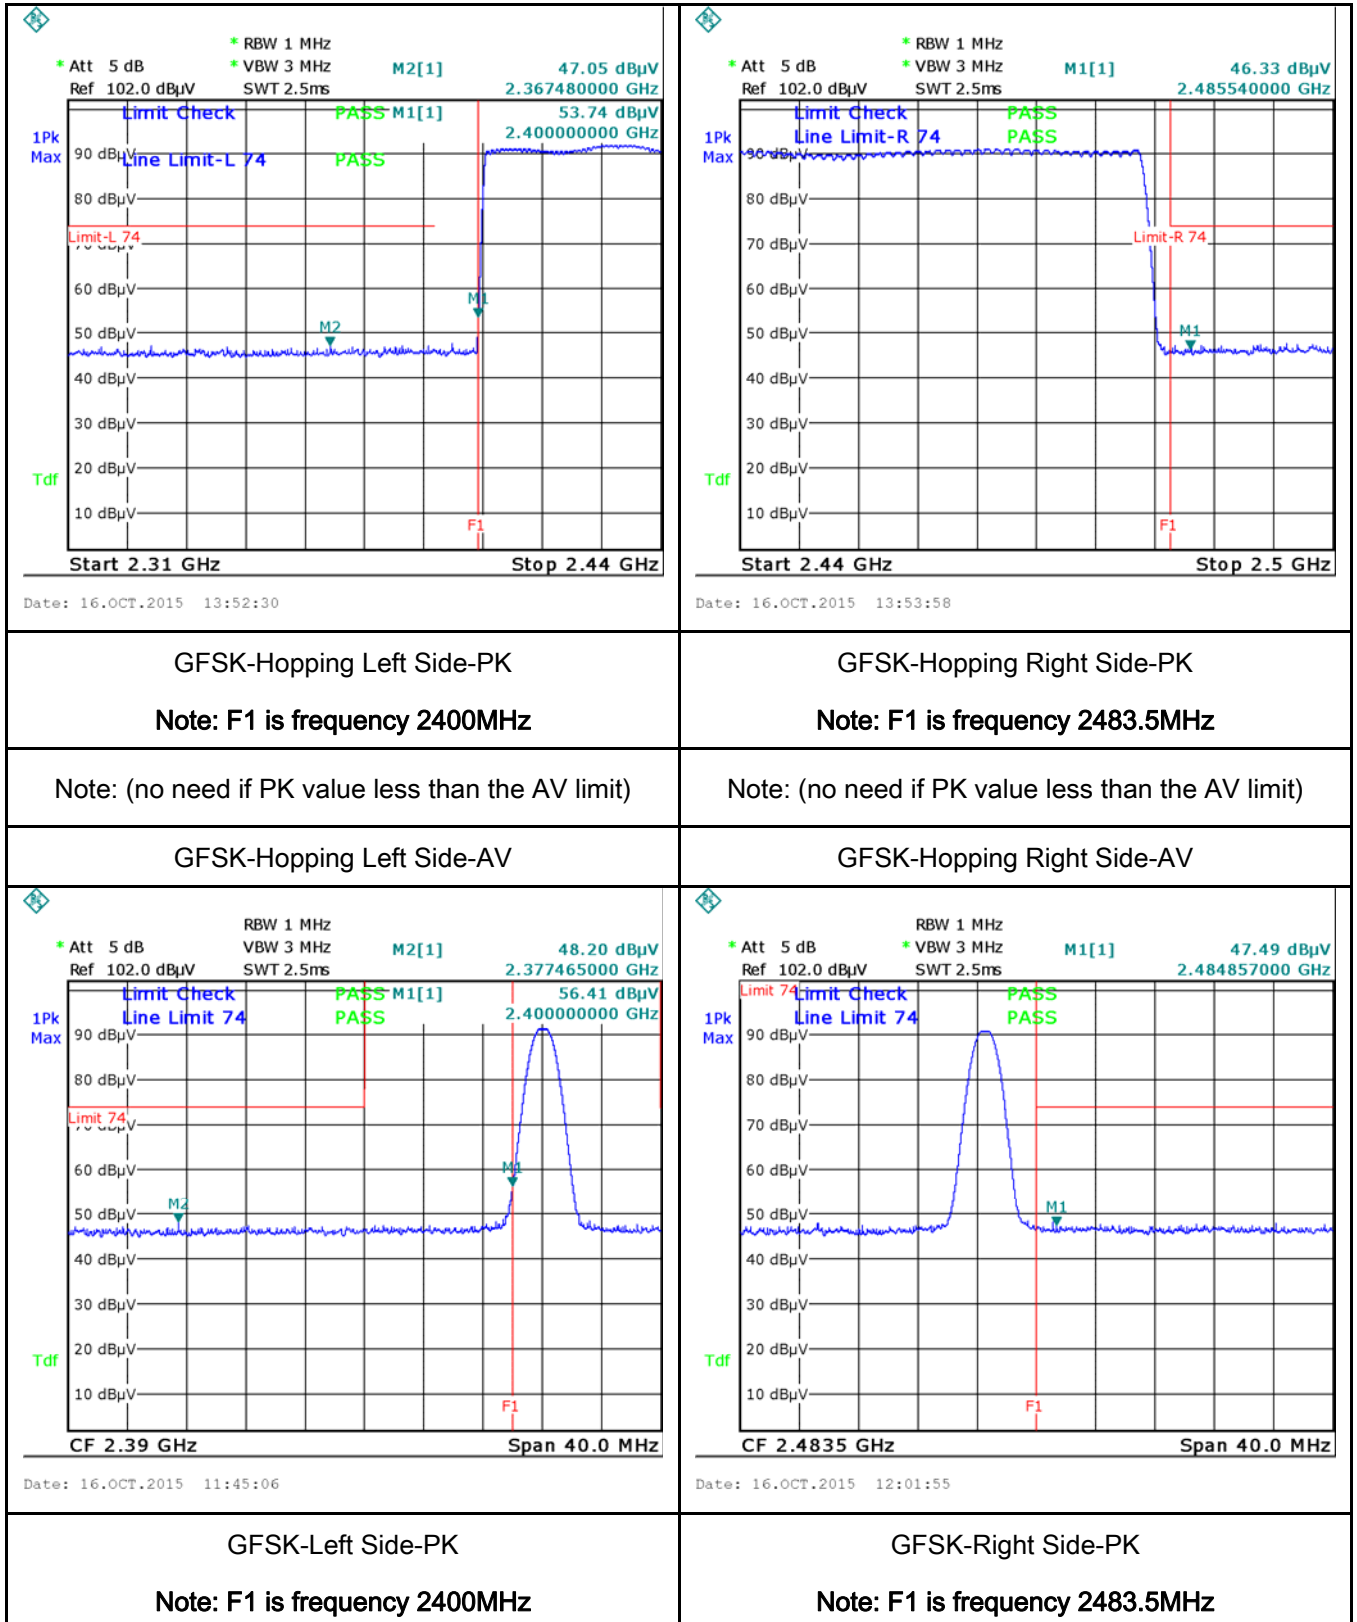 * RBW 1 MHz
* Att 5 dB * VBW 3 MHz M2[1] 47.05 dBµV
Ref 102.0 dBµV SWT 2.5ms 2.367480000 GHz
Limit Check PASS M1[1] 53.74 dBµV
2.400000000 GHz
1Pk
Max
90 dBµV
Line Limit-L 74 PASS
80 dBµV
Limit-L 74
70 dBµV
60 dBµV
M1
50 dBµV
M2
40 dBµV
30 dBµV
20 dBµV
Tdf
10 dBµV
F1
Start 2.31 GHz Stop 2.44 GHz
Date: 16.OCT.2015 13:52:30
* RBW 1 MHz
* Att 5 dB * VBW 3 MHz M1[1] 46.33 dBµV
Ref 102.0 dBµV SWT 2.5ms 2.485540000 GHz
Limit Check PASS
1Pk
Max
Line Limit-R 74 PASS
90 dBµV
80 dBµV
Limit-R 74
70 dBµV
60 dBµV
50 dBµV
M1
40 dBµV
30 dBµV
20 dBµV
Tdf
10 dBµV
F1
Start 2.44 GHz Stop 2.5 GHz
Date: 16.OCT.2015 13:53:58
GFSK-Hopping Left Side-PK
Note: F1 is frequency 2400MHz
GFSK-Hopping Right Side-PK
Note: F1 is frequency 2483.5MHz
Note: (no need if PK value less than the AV limit)
Note: (no need if PK value less than the AV limit)
GFSK-Hopping Left Side-AV
GFSK-Hopping Right Side-AV
RBW 1 MHz
* Att 5 dB VBW 3 MHz M2[1] 48.20 dBµV
Ref 102.0 dBµV SWT 2.5ms 2.377465000 GHz
Limit Check PASS M1[1] 56.41 dBµV
Line Limit 74 PASS 2.400000000 GHz
1Pk
Max
90 dBµV
80 dBµV
Limit 74
70 dBµV
60 dBµV
M1
50 dBµV
M2
40 dBµV
30 dBµV
20 dBµV
Tdf
10 dBµV
F1
CF 2.39 GHz Span 40.0 MHz
Date: 16.OCT.2015 11:45:06
RBW 1 MHz
* Att 5 dB * VBW 3 MHz M1[1] 47.49 dBµV
Ref 102.0 dBµV SWT 2.5ms 2.484857000 GHz
Limit 74
Limit Check PASS
Line Limit 74 PASS
1Pk
Max
90 dBµV
80 dBµV
70 dBµV
60 dBµV
50 dBµV
M1
40 dBµV
30 dBµV
20 dBµV
Tdf
10 dBµV
F1
CF 2.4835 GHz Span 40.0 MHz
Date: 16.OCT.2015 12:01:55
GFSK-Left Side-PK
Note: F1 is frequency 2400MHz
GFSK-Right Side-PK
Note: F1 is frequency 2483.5MHz